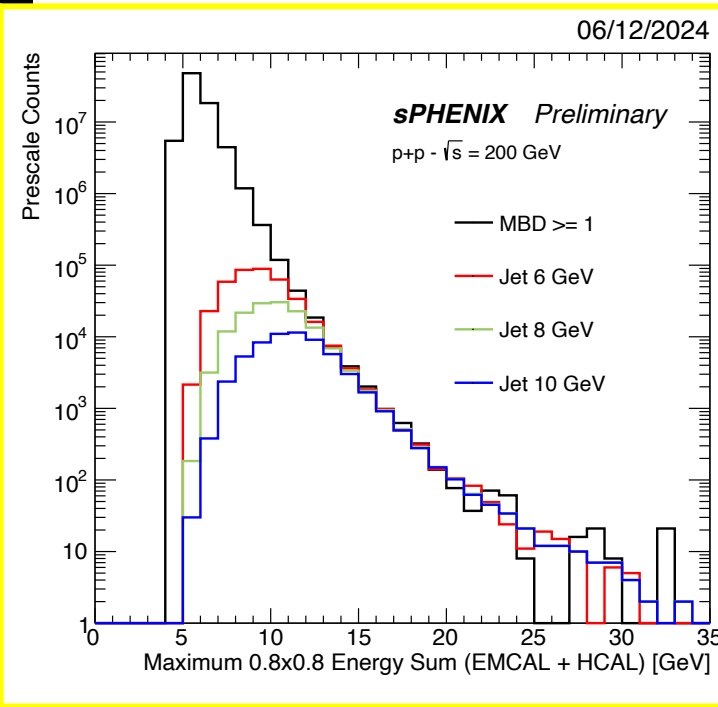 06/12/2024
Prescale Counts
sPHENIX Preliminary
p+p - √s = 200 GeV
MBD >= 1
Jet 6 GeV
Jet 8 GeV
Jet 10 GeV
10⁷
10⁶
10⁵
10⁴
10³
10²
10
1
0 5 10 15 20 25 30 35
Maximum 0.8x0.8 Energy Sum (EMCAL + HCAL) [GeV]